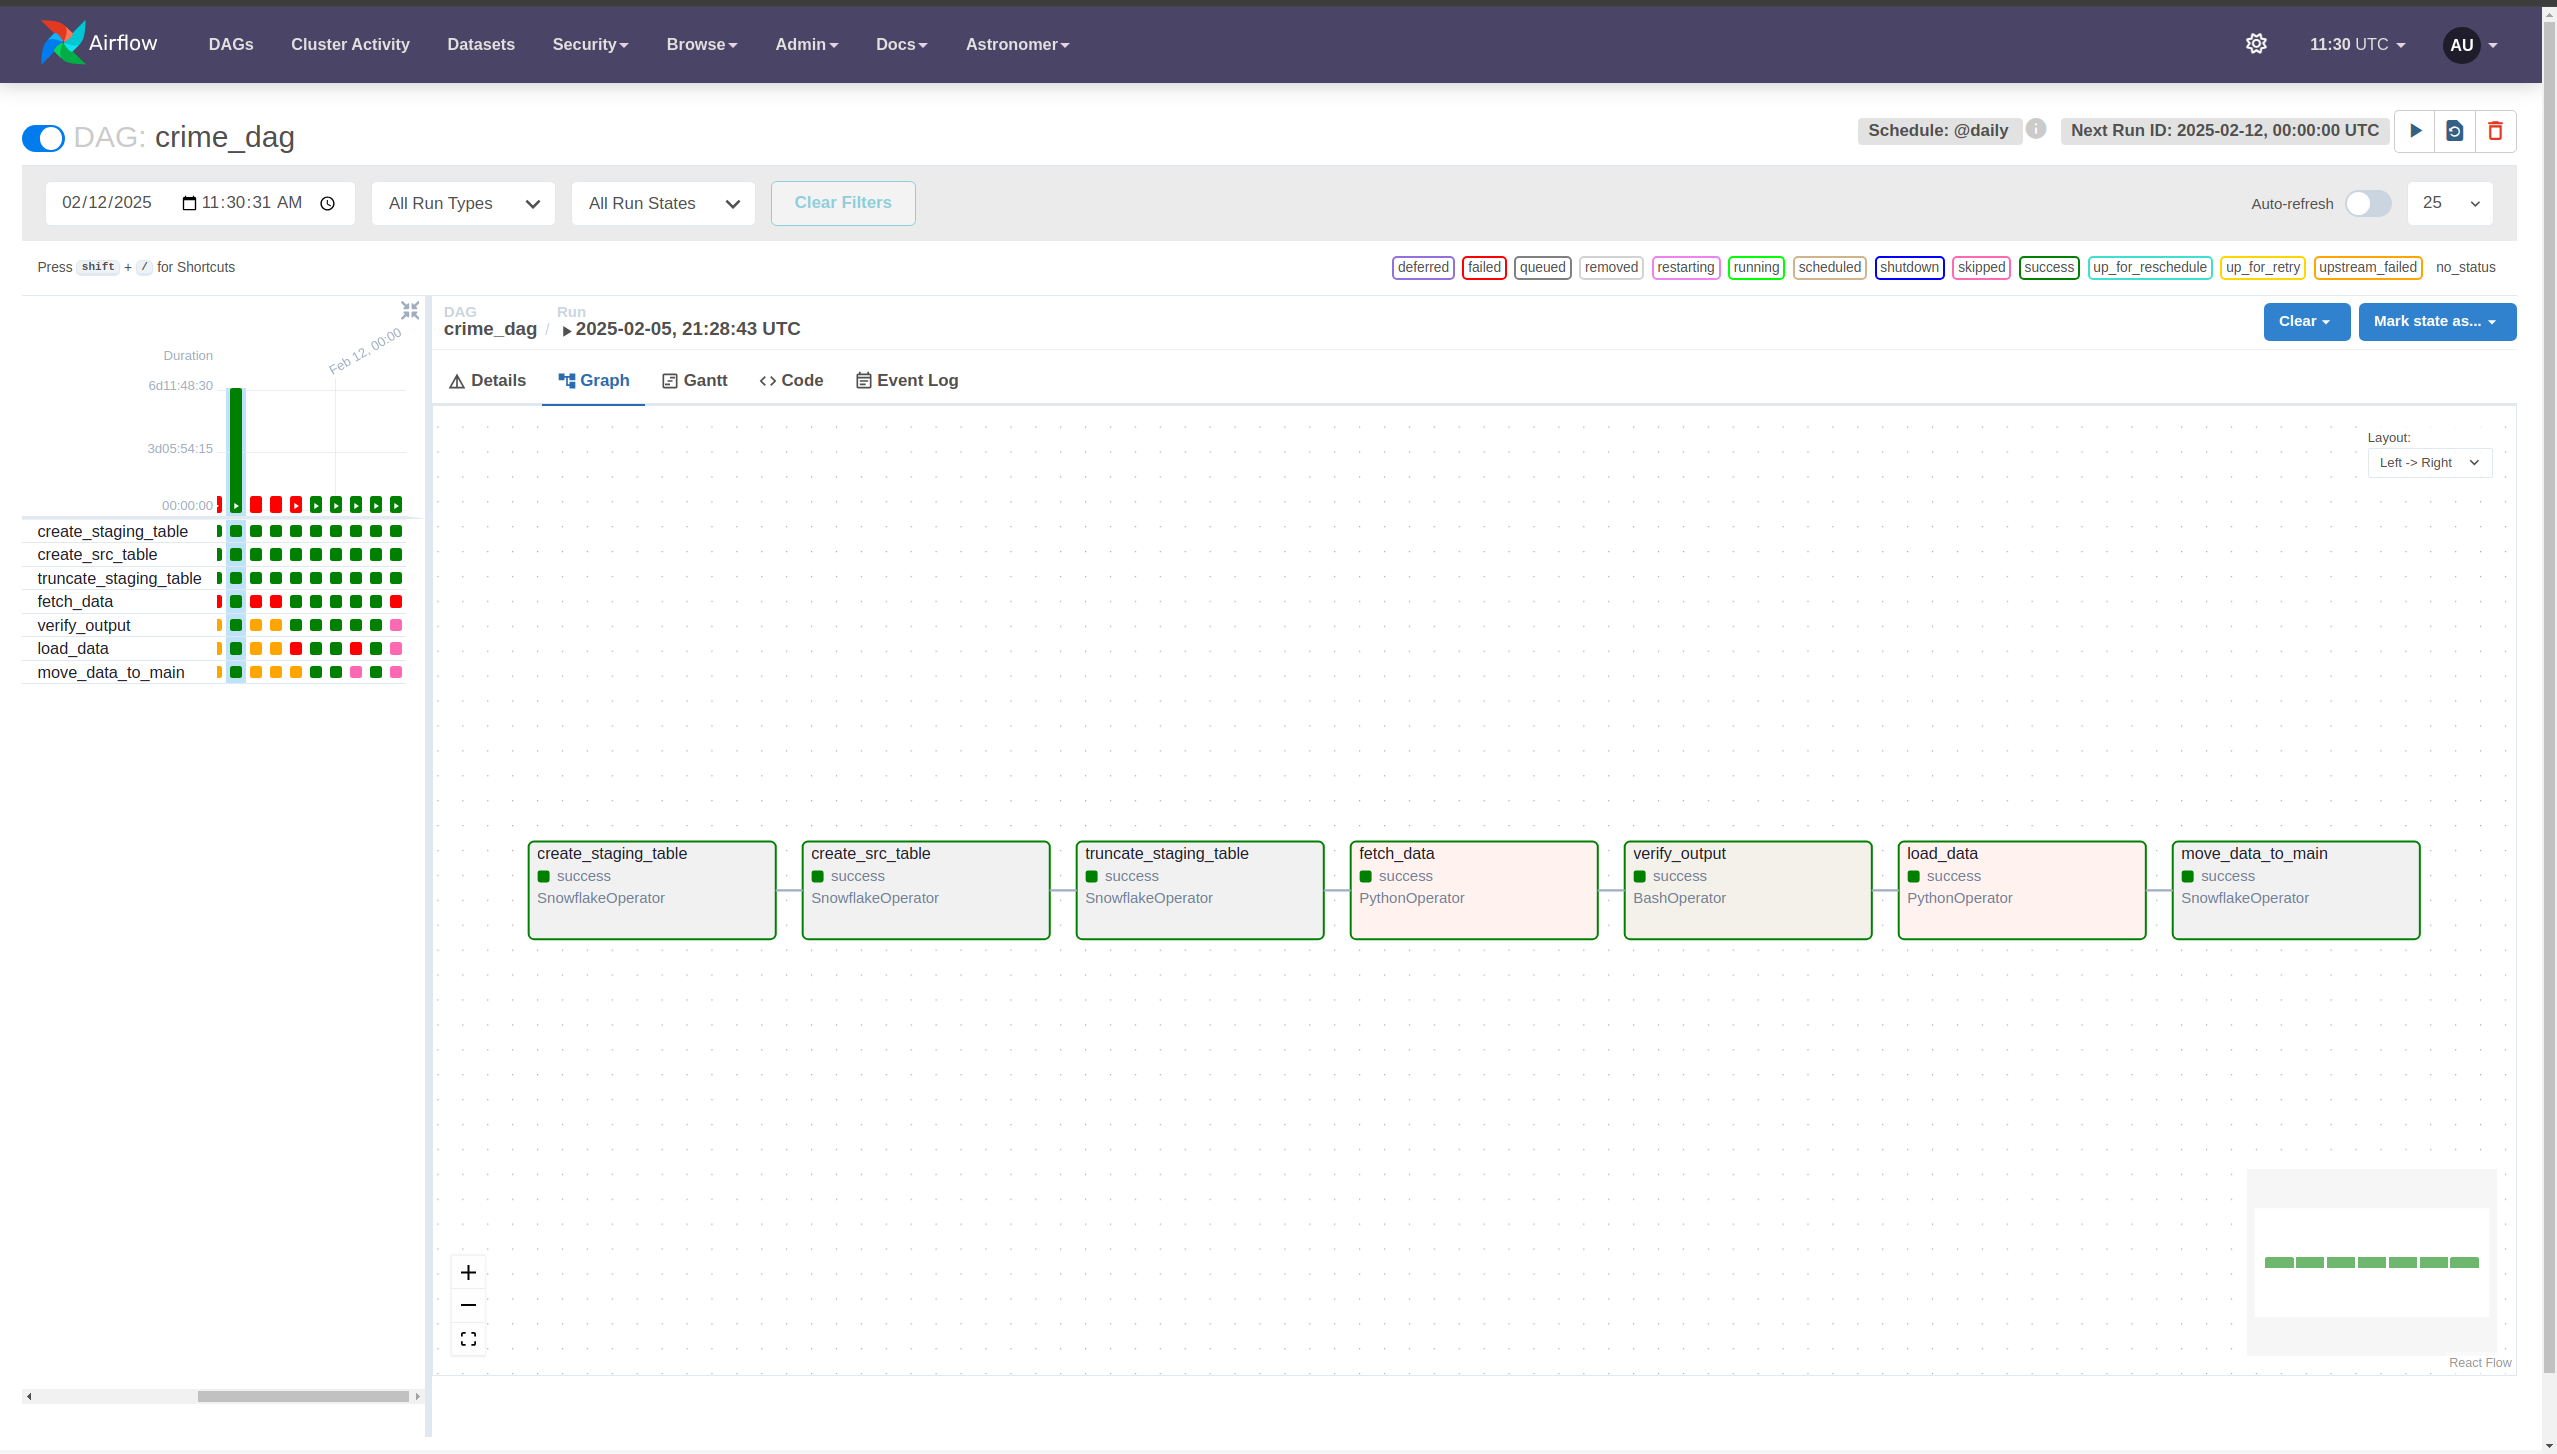 Airflow DAGs Cluster Activity Datasets Security Browse Admin Docs Astronomer 11:30 UTC AU
DAG: crime_dag
Schedule: @daily Next Run ID: 2025-02-12, 00:00:00 UTC
02/12/2025 11:30:31 AM All Run Types All Run States Clear Filters Auto-refresh 25
Press shift + / for Shortcuts
deferred failed queued removed restarting running scheduled shutdown skipped success up_for_reschedule up_for_retry upstream_failed no_status
Feb 12, 00:00
Duration
6d11:48:30
3d05:54:15
00:00:00
create_staging_table
create_src_table
truncate_staging_table
fetch_data
verify_output
load_data
move_data_to_main
DAG Run
crime_dag / 2025-02-05, 21:28:43 UTC
Clear Mark state as...
Details Graph Gantt Code Event Log
Layout:
Left -> Right
create_staging_table
success
SnowflakeOperator
create_src_table
success
SnowflakeOperator
truncate_staging_table
success
SnowflakeOperator
fetch_data
success
PythonOperator
verify_output
success
BashOperator
load_data
success
PythonOperator
move_data_to_main
success
SnowflakeOperator
React Flow